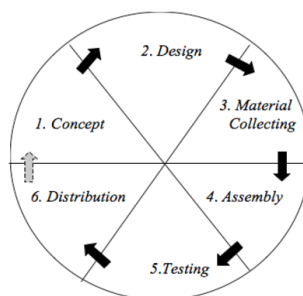 1. Concept
2. Design
3. Material
Collecting
4. Assembly
5.Testing
6. Distribution